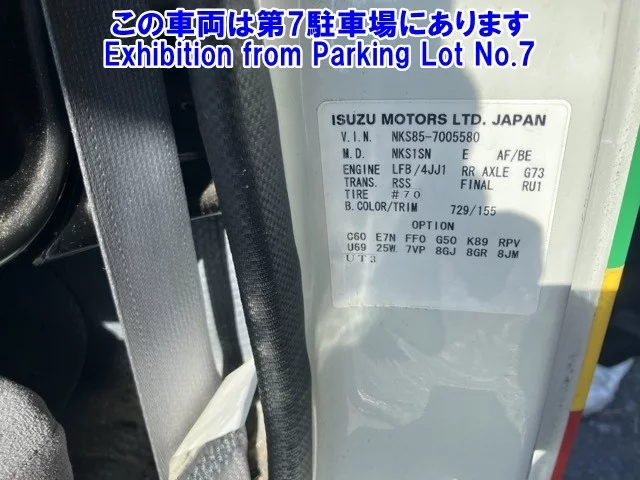 この車両は第7駐車場にあります
Exhibition from Parking Lot No.7
ISUZU MOTORS LTD. JAPAN
V.I.N. NKS85-7005580
M.D. NKS1SN E AF/BE
ENGINE LFB/4JJ1 RR AXLE G73
TRANS. RSS FINAL RU1
TIRE #70
B.COLOR/TRIM 729/155
OPTION
C60 E7N FF0 G50 K89 RPV
U69 25W 7VP 8GJ 8GR 8JM
UT3